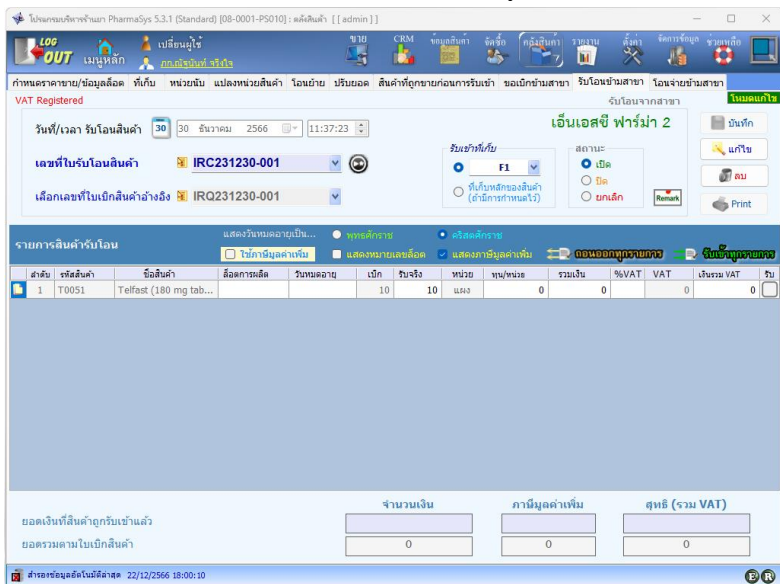 โปรแกรมบริหารร้านยา PharmaSys 5.3.1 (Standard) [08-0001-PS010] : คลังสินค้า [ [ admin ] ]
LOG OUT เมนูหลัก เปลี่ยนผู้ใช้ ขาย CRM ข้อมูลสินค้า จัดซื้อ คลังสินค้า รายงาน ตั้งค่า จัดการข้อมูล ช่วยเหลือ
กำหนดราคาขาย/ข้อมูลล็อต ที่เก็บ หน่วยนับ แปลงหน่วยสินค้า โอนย้าย ปรับยอด สินค้าที่ถูกขายก่อนการรับเข้า ขอเบิกข้ามสาขา รับโอนข้ามสาขา โอนจ่ายข้ามสาขา
VAT Registered รับโอนจากสาขา โหมดแก้ไข
วันที่/เวลา รับโอนสินค้า 30 30 ธันวาคม 2566 11:37:23 เอ็นเอสซี ฟาร์ม่า 2 บันทึก
รับเข้าที่เก็บ สถานะ
เลขที่ใบรับโอนสินค้า IRC231230-001 F1 เปิด แก้ไข
ปิด ลบ
เลือกเลขที่ใบเบิกสินค้าอ้างอิง IRQ231230-001 ที่เก็บหลักของสินค้า (ถ้ามีการกำหนดไว้) ยกเลิก Remark Print
แสดงวันหมดอายุเป็น... พุทธศักราช คริสตศักราช
รายการสินค้ารับโอน ใช้ภาษีมูลค่าเพิ่ม แสดงหมายเลขล็อต แสดงภาษีมูลค่าเพิ่ม ถอนออกทุกรายการ รับเข้าทุกรายการ
ลำดับ รหัสสินค้า ชื่อสินค้า ล็อตการผลิต วันหมดอายุ เบิก รับจริง หน่วย ทุน/หน่วย รวมเงิน %VAT VAT เงินรวม VAT รับ
1 T0051 Telfast (180 mg tab... 10 10 แผง 0 0 0 0
จำนวนเงิน ภาษีมูลค่าเพิ่ม สุทธิ (รวม VAT)
ยอดเงินที่สินค้าถูกรับเข้าแล้ว
ยอดรวมตามใบเบิกสินค้า 0 0 0
สำรองข้อมูลอัตโนมัติล่าสุด 22/12/2566 18:00:10 E R